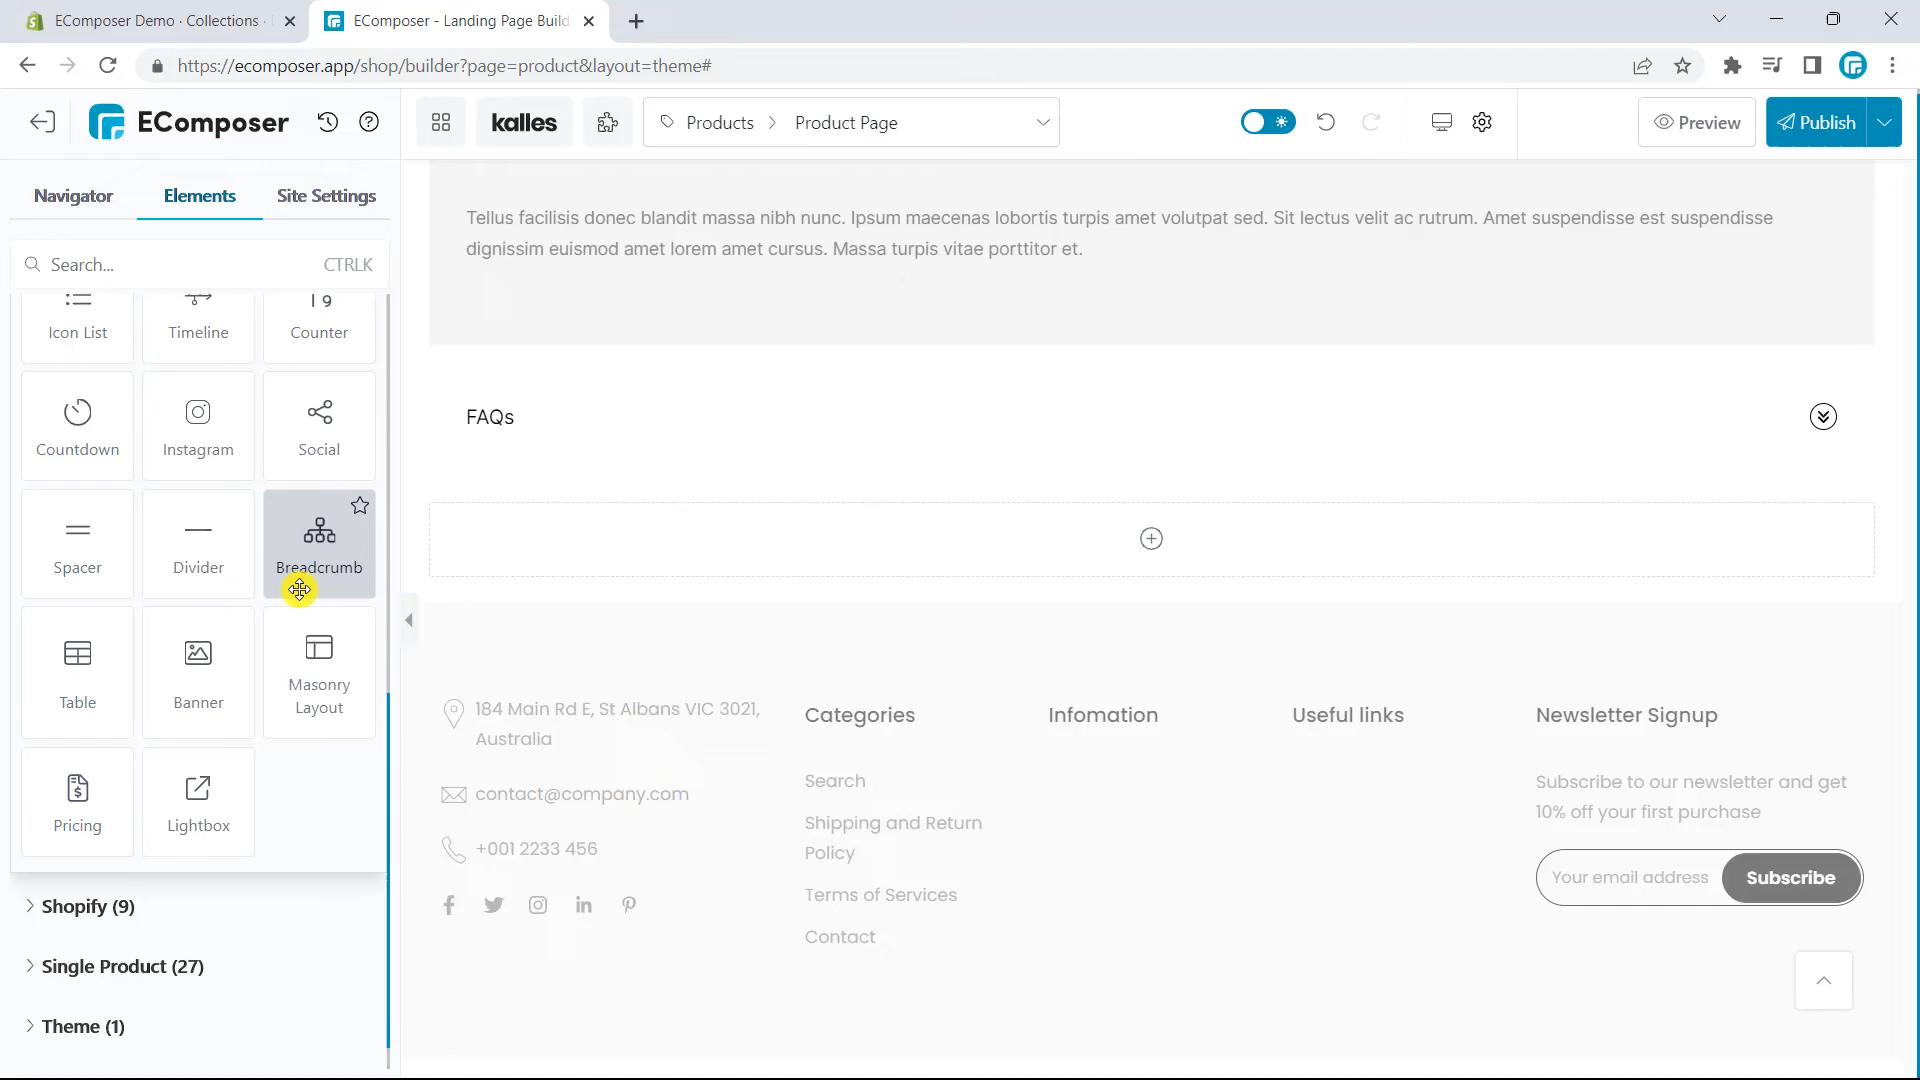 EComposer Demo · Collections ·
EComposer - Landing Page Build
https://ecomposer.app/shop/builder?page=product&layout=theme#
EComposer
kalles
Products > Product Page
Preview
Publish
Navigator
Elements
Site Settings
Search...
CTRLK
Icon List
Timeline
Counter
Countdown
Instagram
Social
Spacer
Divider
Breadcrumb
Table
Banner
Masonry
Layout
Pricing
Lightbox
Shopify (9)
Single Product (27)
Theme (1)
Tellus facilisis donec blandit massa nibh nunc. Ipsum maecenas lobortis turpis amet volutpat sed. Sit lectus velit ac rutrum. Amet suspendisse est suspendisse
dignissim euismod amet lorem amet cursus. Massa turpis vitae porttitor et.
FAQs
184 Main Rd E, St Albans VIC 3021,
Australia
contact@company.com
+001 2233 456
Categories
Search
Shipping and Return
Policy
Terms of Services
Contact
Infomation
Useful links
Newsletter Signup
Subscribe to our newsletter and get
10% off your first purchase
Your email address
Subscribe